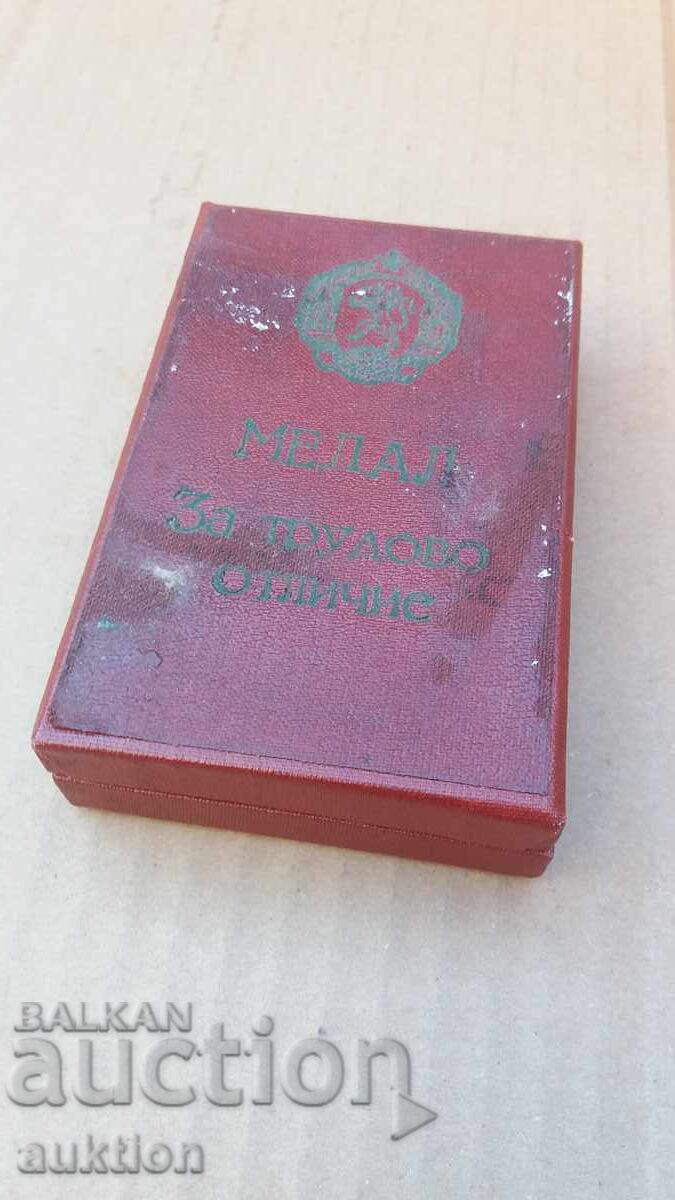 МЕДАЛ
За трудово
отличие
BALKAN
auction
auktion